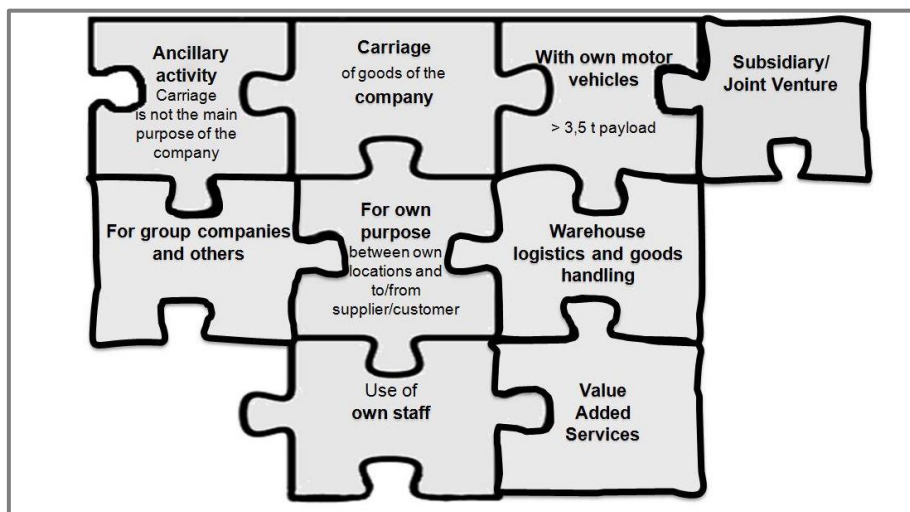 Ancillary
activity
Carriage
is not the main
purpose of the
company
Carriage
of goods of the
company
With own motor
vehicles
> 3,5 t payload
Subsidiary/
Joint Venture
For group companies
and others
For own
purpose
between own
locations and
to/from
supplier/customer
Warehouse
logistics and goods
handling
Use of
own staff
Value
Added
Services